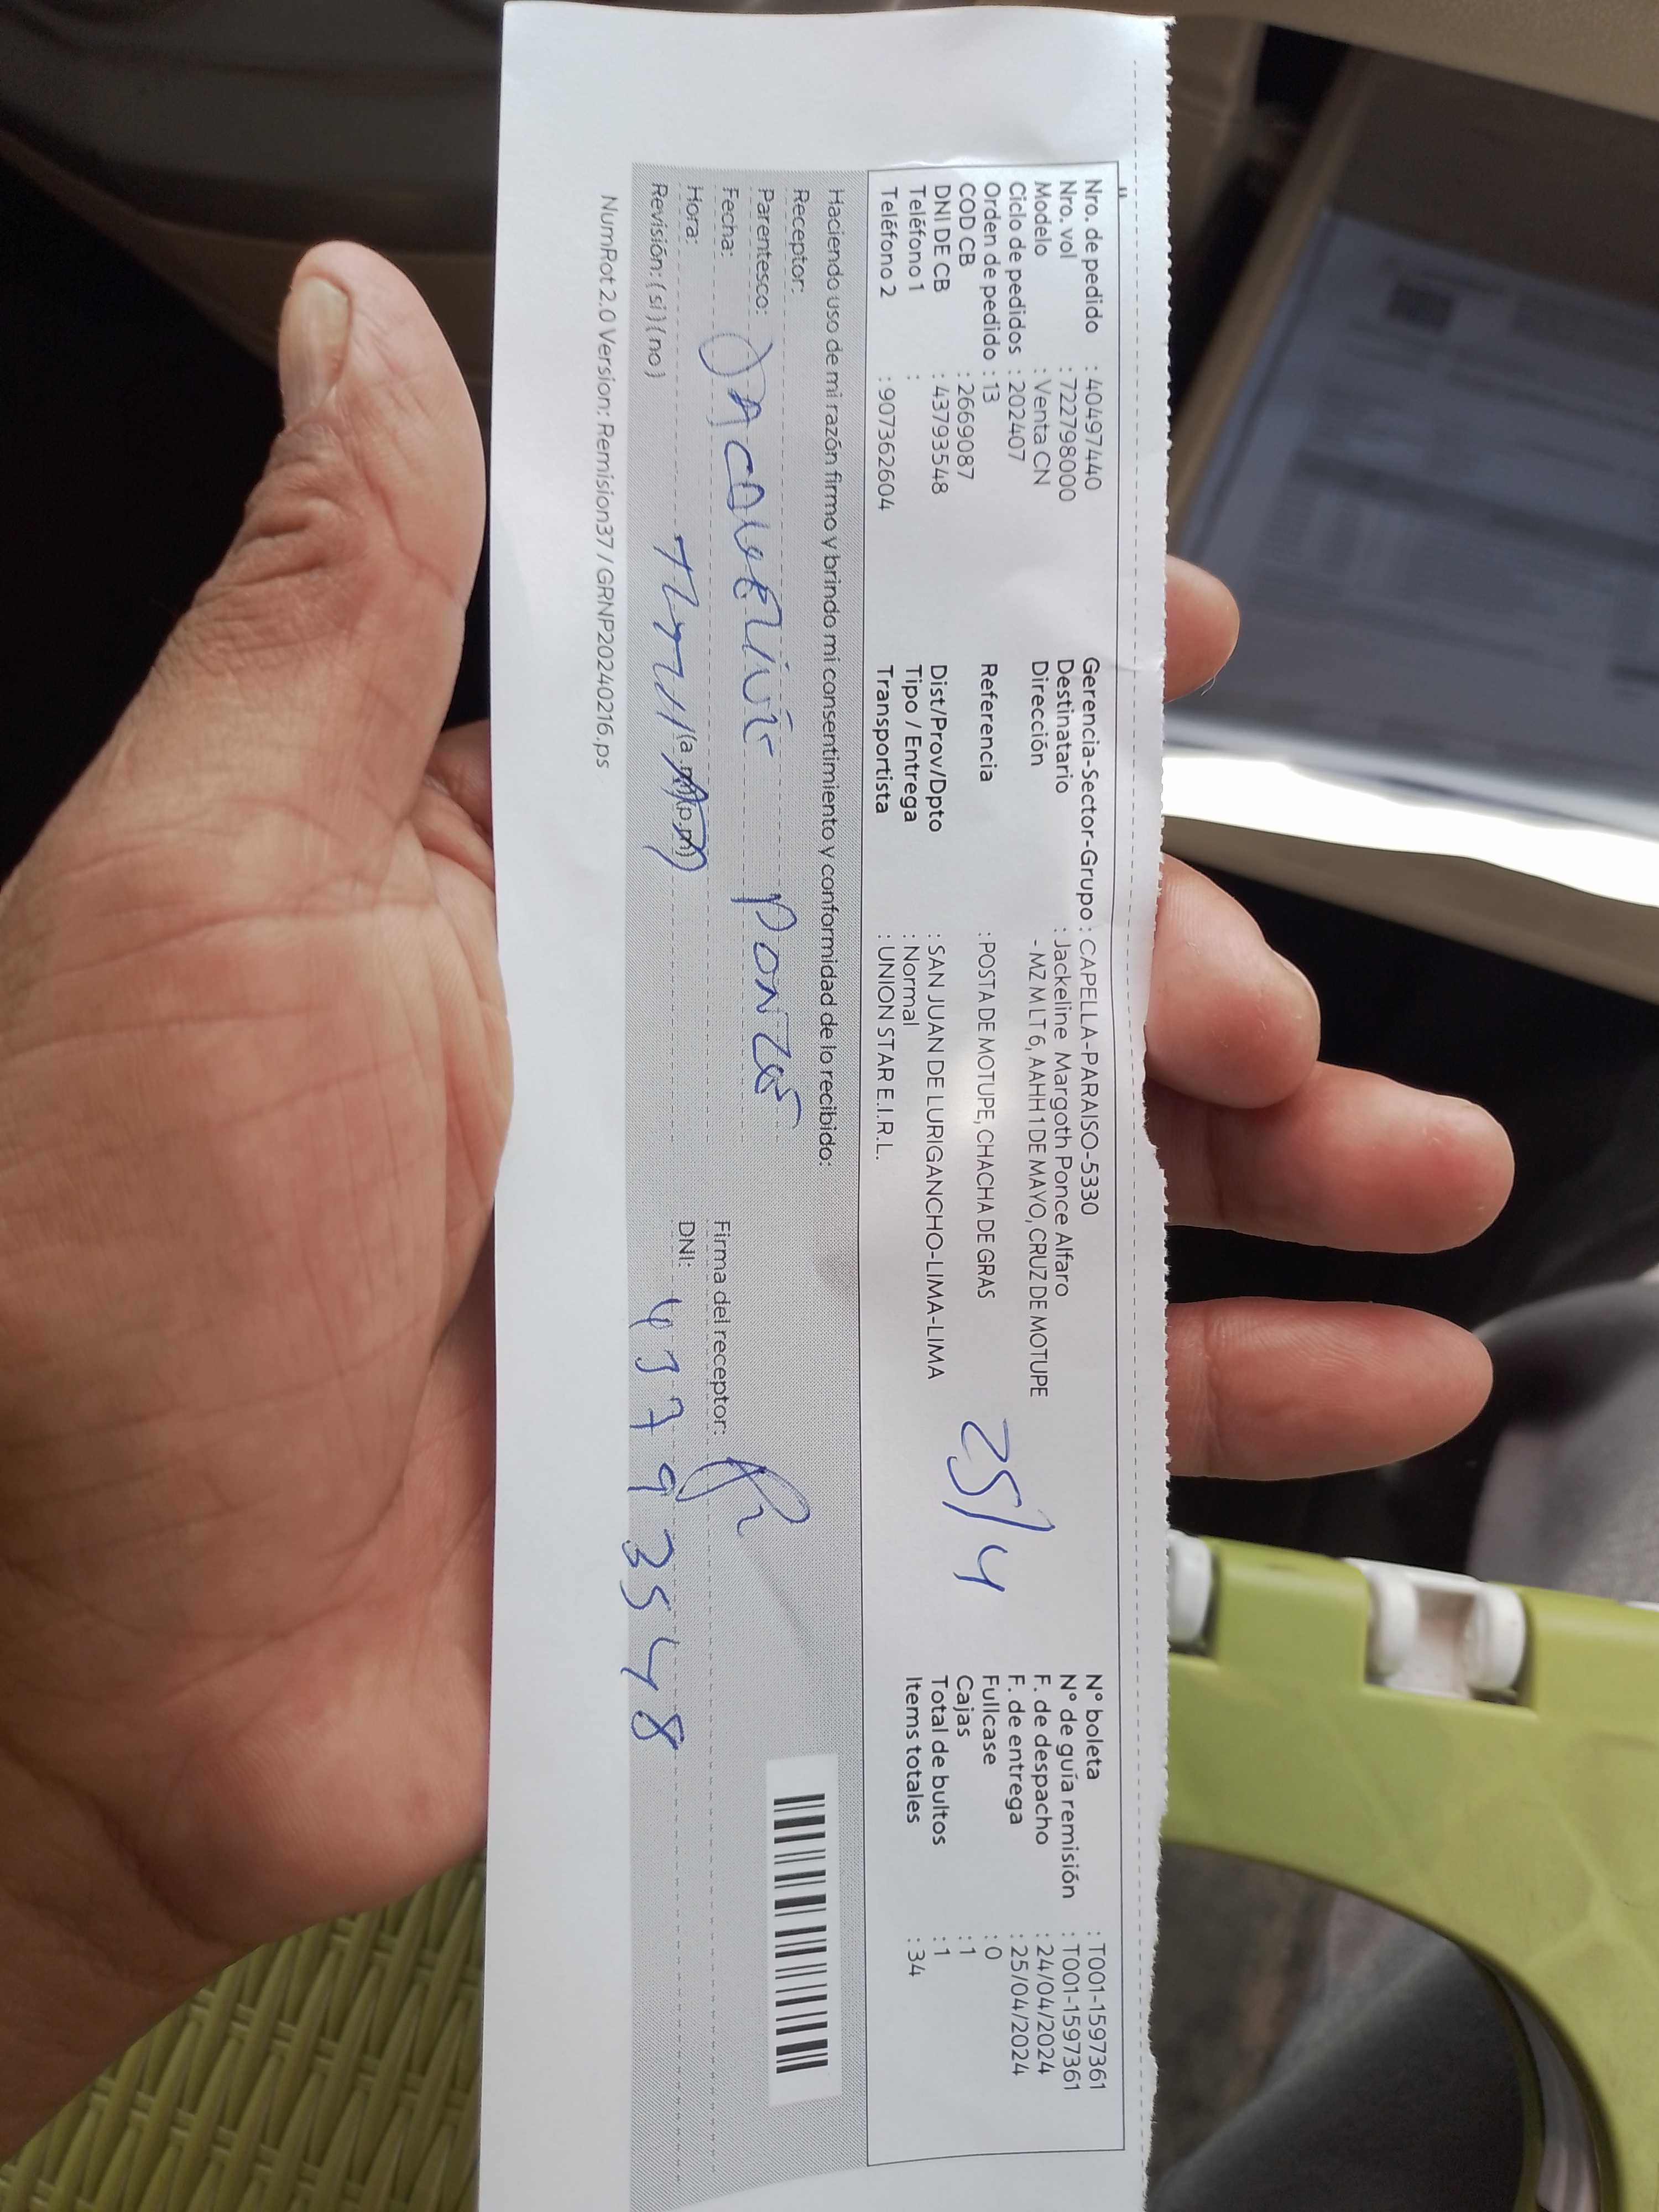 Nro. de pedido : 40497440
Nro. vol : 722798000
Modelo : Venta CN
Ciclo de pedidos : 202407
Orden de pedido : 13
COD CB : 2669087
DNI DE CB : 43793548
Teléfono 1 :
Teléfono 2 : 907362604
Gerencia-Sector-Grupo : CAPELLA-PARAISO-5330
Destinatario : Jackeline Margoth Ponce Alfaro
Dirección - MZ M LT 6, AAHH 1 DE MAYO, CRUZ DE MOTUPE
Referencia : POSTA DE MOTUPE, CHACHA DE GRAS
Dist/Prov/Dpto : SAN JUAN DE LURIGANCHO-LIMA-LIMA
Tipo / Entrega : Normal
Transportista : UNION STAR E.I.R.L.
25/4
N° boleta : T001-1597361
N° de guía remisión : T001-1597361
F. de despacho : 24/04/2024
F. de entrega : 25/04/2024
Fullcase : 0
Cajas : 1
Total de bultos : 1
Items totales : 34
Haciendo uso de mi razón firmo y brindo mi consentimiento y conformidad de lo recibido:
Receptor:
Parentesco:
Fecha:
Hora: (a.m)(p.m)
Revisión: (si) (no)
Firma del receptor:
DNI: 43793548
NumRot 2.0 Version: Remision37 / GRNP20240216.ps